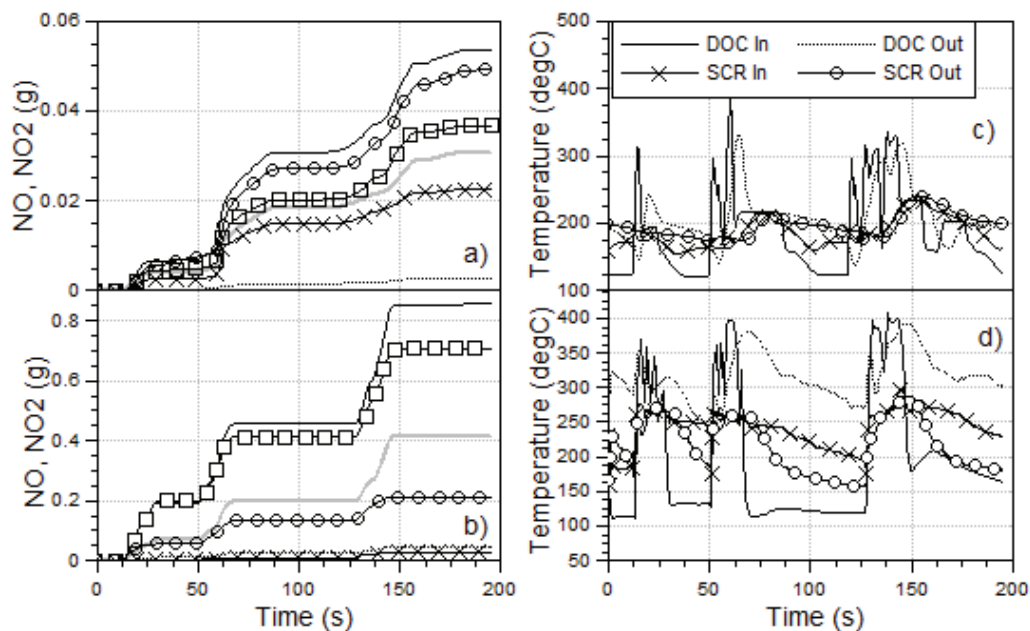 0.06
0.04
0.02
0
NO, NO2 (g)
a)
0.8
0.6
0.4
0.2
0
NO, NO2 (g)
b)
0 50 100 150 200
Time (s)
500
400
300
200
100
Temperature (degC)
DOC In DOC Out
SCR In SCR Out
c)
400
350
300
250
200
150
100
50
Temperature (degC)
d)
0 50 100 150 200
Time (s)